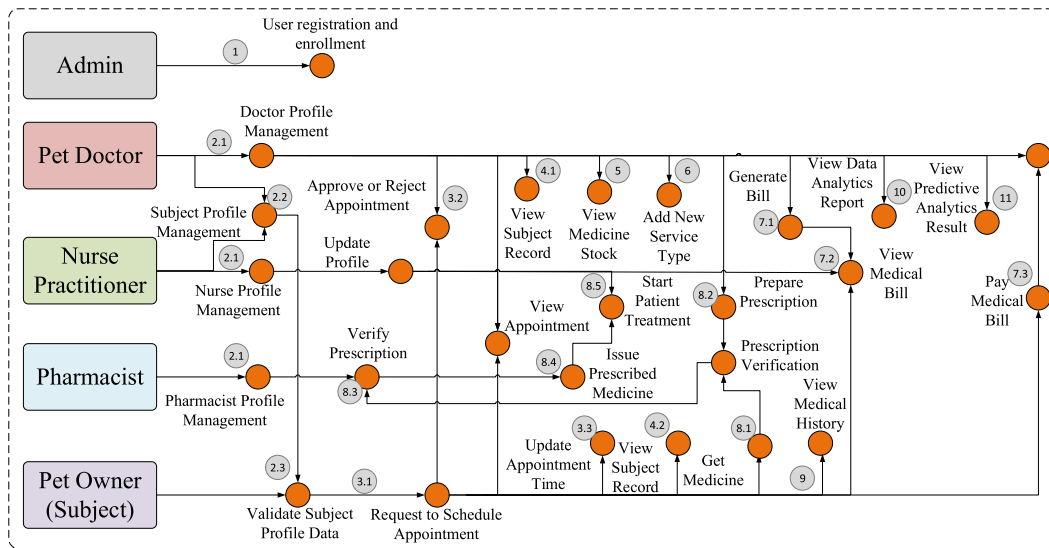 User registration and
enrollment
1
Admin
Doctor Profile
Management
2.1
Pet Doctor
2.2
Subject Profile
Management
Approve or Reject
Appointment
3.2
4.1
View
Subject
Record
5
View
Medicine
Stock
6
Add New
Service
Type
Generate
Bill
7.1
View Data
Analytics
Report
10
View
Predictive
Analytics
Result
11
Nurse
Practitioner
2.1
Nurse Profile
Management
Update
Profile
8.5
Start
Patient
Treatment
8.2
Prepare
Prescription
7.2
View
Medical
Bill
7.3
Pay
Medical
Bill
View
Appointment
Pharmacist
2.1
Pharmacist Profile
Management
Verify
Prescription
8.3
8.4
Issue
Prescribed
Medicine
Prescription
Verification
View
Medical
History
9
Pet Owner
(Subject)
2.3
Validate Subject
Profile Data
3.1
Request to Schedule
Appointment
3.3
Update
Appointment
Time
4.2
View
Subject
Record
8.1
Get
Medicine